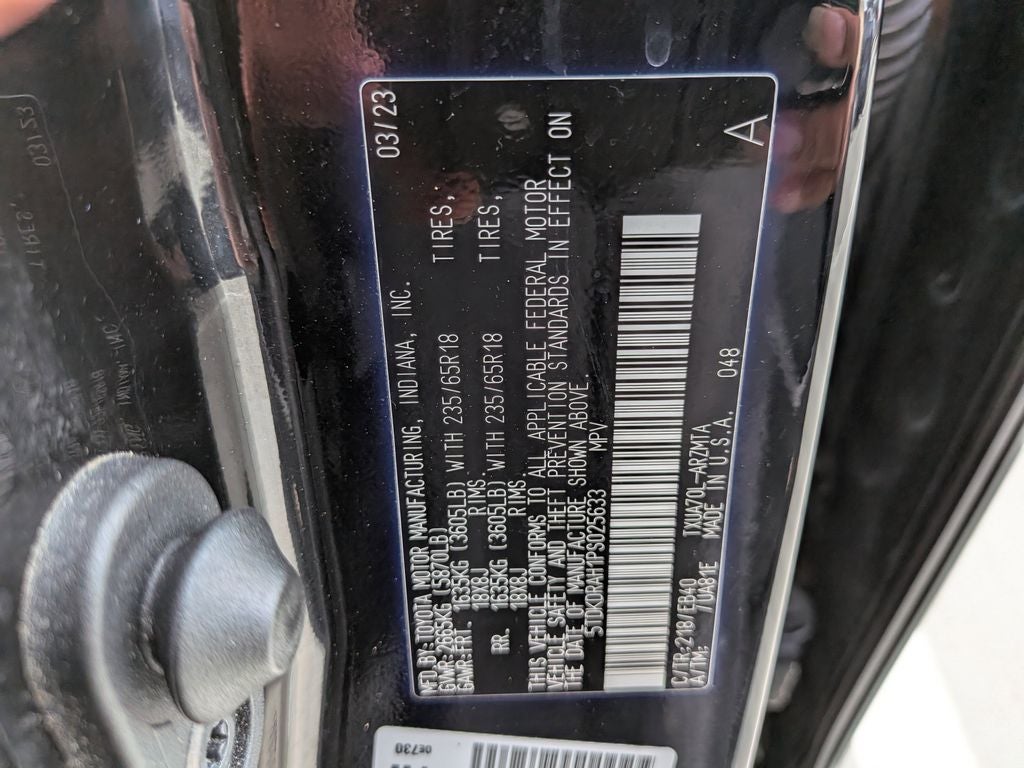 MFD.BY:TOYOTA MOTOR MANUFACTURING, INDIANA, INC. 03/23
GVWR:2665KG (5870LB)
GAWR:FRT. 1635KG (3605LB) WITH 235/65R18 TIRES,
18X8J RIMS.
RR. 1635KG (3605LB) WITH 235/65R18 TIRES,
18X8J RIMS.
THIS VEHICLE CONFORMS TO ALL APPLICABLE FEDERAL MOTOR
VEHICLE SAFETY AND THEFT PREVENTION STANDARDS IN EFFECT ON
THE DATE OF MANUFACTURE SHOWN ABOVE.
5TDKDRAH1PS025633 MPV
C/TR:218/EB40 TXUA70L-ARZMTA 048
A/TM: /UA81E MADE IN U.S.A. A
0E730